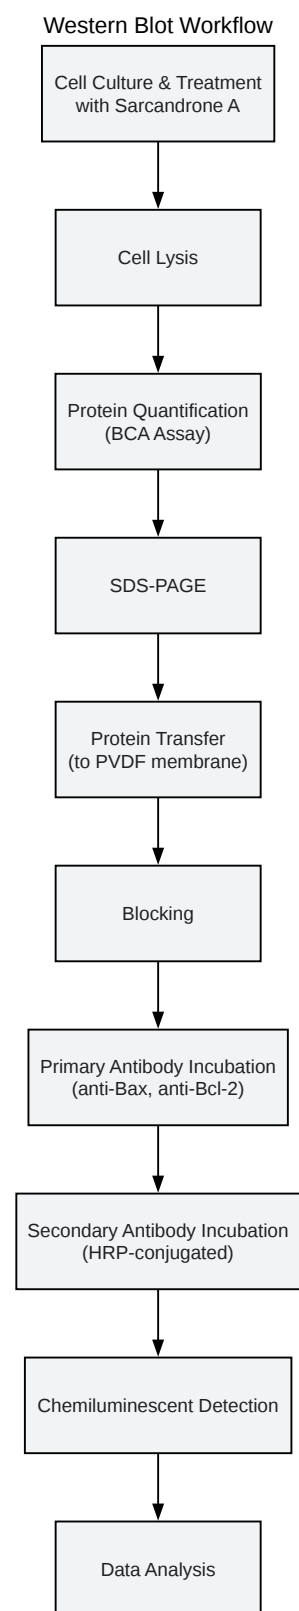 Western Blot Workflow
Cell Culture & Treatment
with Sarcandrone A
Cell Lysis
Protein Quantification
(BCA Assay)
SDS-PAGE
Protein Transfer
(to PVDF membrane)
Blocking
Primary Antibody Incubation
(anti-Bax, anti-Bcl-2)
Secondary Antibody Incubation
(HRP-conjugated)
Chemiluminescent Detection
Data Analysis